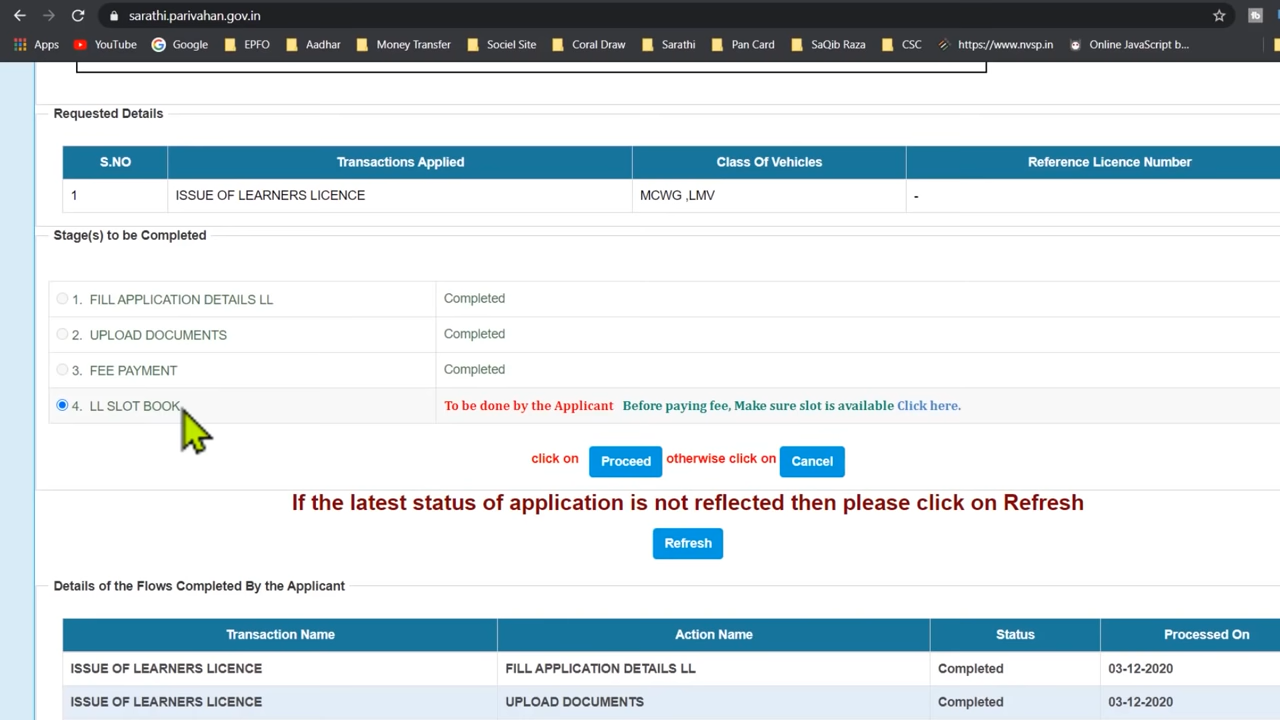 sarathi.parivahan.gov.in
Apps YouTube Google EPFO Aadhar Money Transfer Sociel Site Coral Draw Sarathi Pan Card SaQib Raza CSC https://www.nvsp.in Online JavaScript b...
Requested Details
S.NO Transactions Applied Class Of Vehicles Reference Licence Number
1 ISSUE OF LEARNERS LICENCE MCWG ,LMV -
Stage(s) to be Completed
1. FILL APPLICATION DETAILS LL Completed
2. UPLOAD DOCUMENTS Completed
3. FEE PAYMENT Completed
4. LL SLOT BOOK To be done by the Applicant Before paying fee, Make sure slot is available Click here.
click on Proceed otherwise click on Cancel
If the latest status of application is not reflected then please click on Refresh
Refresh
Details of the Flows Completed By the Applicant
Transaction Name Action Name Status Processed On
ISSUE OF LEARNERS LICENCE FILL APPLICATION DETAILS LL Completed 03-12-2020
ISSUE OF LEARNERS LICENCE UPLOAD DOCUMENTS Completed 03-12-2020